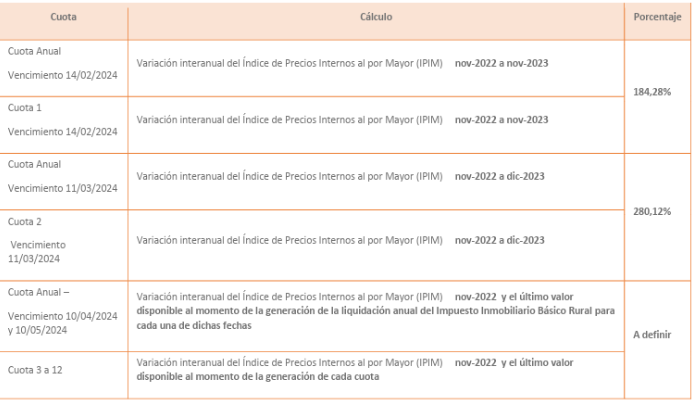 Cuota Cálculo Porcentaje
Cuota Anual
Vencimiento 14/02/2024
Variación interanual del Índice de Precios Internos al por Mayor (IPIM) nov-2022 a nov-2023
184,28%
Cuota 1
Vencimiento 14/02/2024
Variación interanual del Índice de Precios Internos al por Mayor (IPIM) nov-2022 a nov-2023
Cuota Anual
Vencimiento 11/03/2024
Variación interanual del Índice de Precios Internos al por Mayor (IPIM) nov-2022 a dic-2023
280,12%
Cuota 2
Vencimiento
11/03/2024
Variación interanual del Índice de Precios Internos al por Mayor (IPIM) nov-2022 a dic-2023
Cuota Anual –
Vencimiento 10/04/2024
y 10/05/2024
Variación interanual del Índice de Precios Internos al por Mayor (IPIM) nov-2022 y el último valor
disponible al momento de la generación de la liquidación anual del Impuesto Inmobiliario Básico Rural para
cada una de dichas fechas
A definir
Cuota 3 a 12
Variación interanual del Índice de Precios Internos al por Mayor (IPIM) nov-2022 y el último valor
disponible al momento de la generación de cada cuota